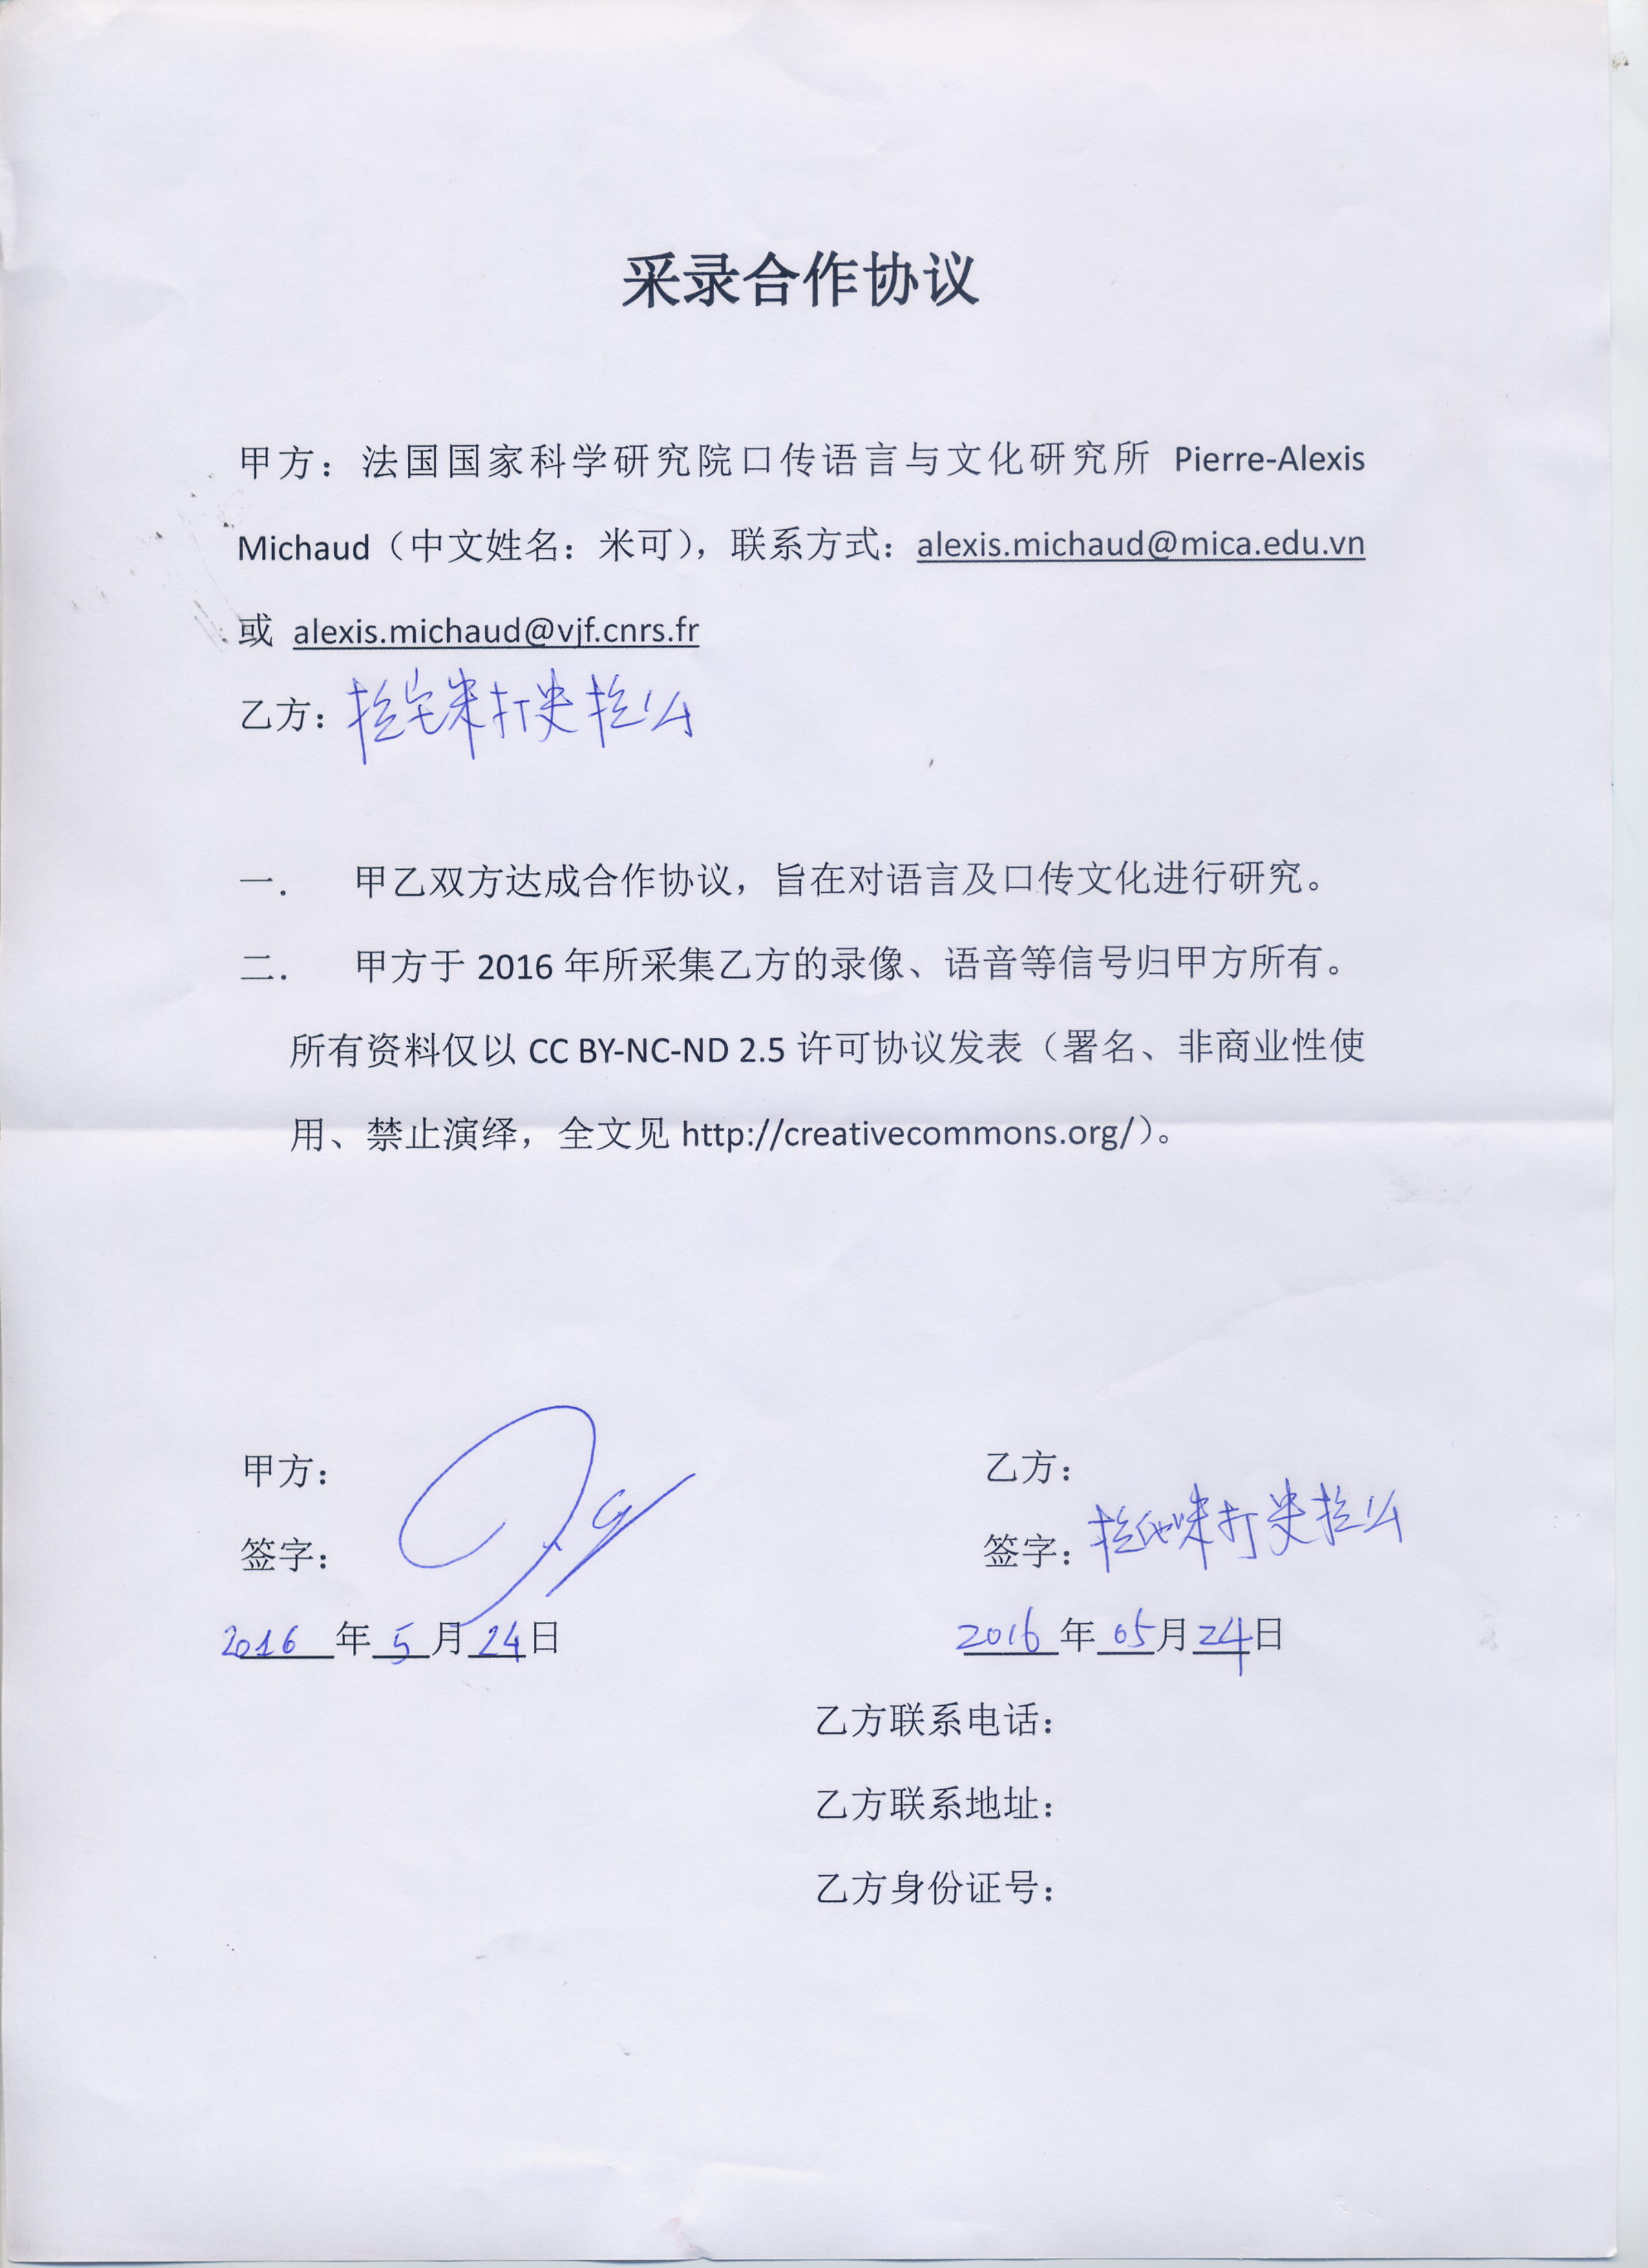 采录合作协议
甲方：法国国家科学研究院口传语言与文化研究所 Pierre-Alexis
Michaud（中文姓名：米可），联系方式：alexis.michaud@mica.edu.vn
或 alexis.michaud@vjf.cnrs.fr
乙方：拉它米打史拉么
一． 甲乙双方达成合作协议，旨在对语言及口传文化进行研究。
二． 甲方于 2016 年所采集乙方的录像、语音等信号归甲方所有。
所有资料仅以 CC BY-NC-ND 2.5 许可协议发表（署名、非商业性使
用、禁止演绎，全文见 http://creativecommons.org/）。
甲方： 乙方：
签字： 签字：打史拉么
2016 年 5 月 24 日 2016 年 05 月 24 日
乙方联系电话：
乙方联系地址：
乙方身份证号：